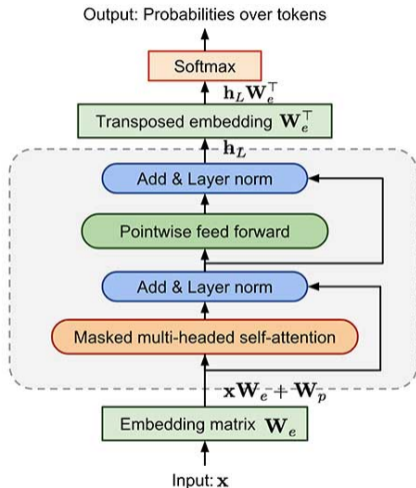 Output: Probabilities over tokens
Softmax
h_L W_e^⊤
Transposed embedding W_e^⊤
h_L
Add & Layer norm
Pointwise feed forward
Add & Layer norm
Masked multi-headed self-attention
xW_e + W_p
Embedding matrix W_e
Input: x